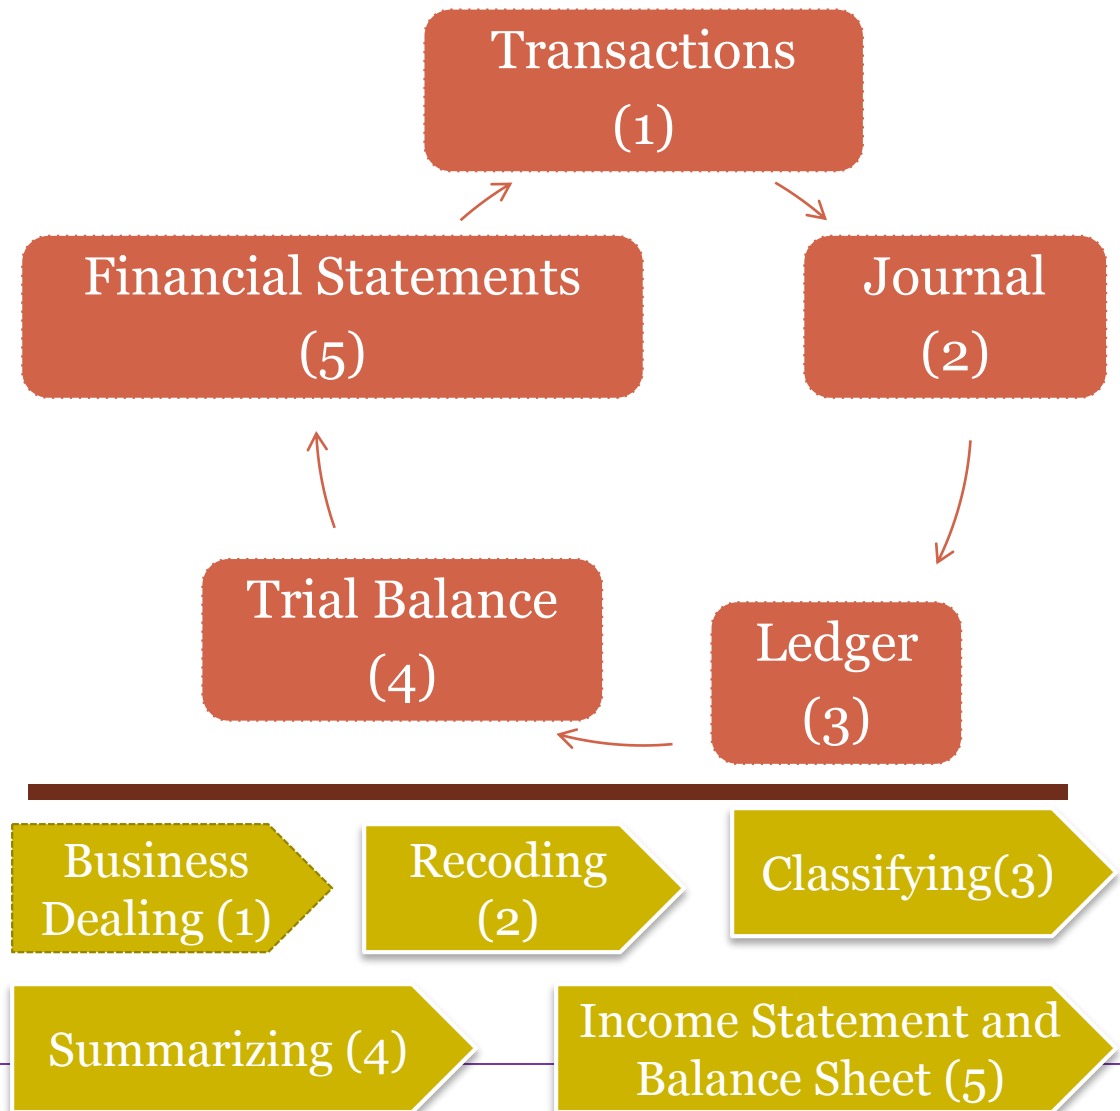 Transactions
(1)
Financial Statements
(5)
Journal
(2)
Trial Balance
(4)
Ledger
(3)
Business
Dealing (1)
Recoding
(2)
Classifying(3)
Summarizing (4)
Income Statement and
Balance Sheet (5)